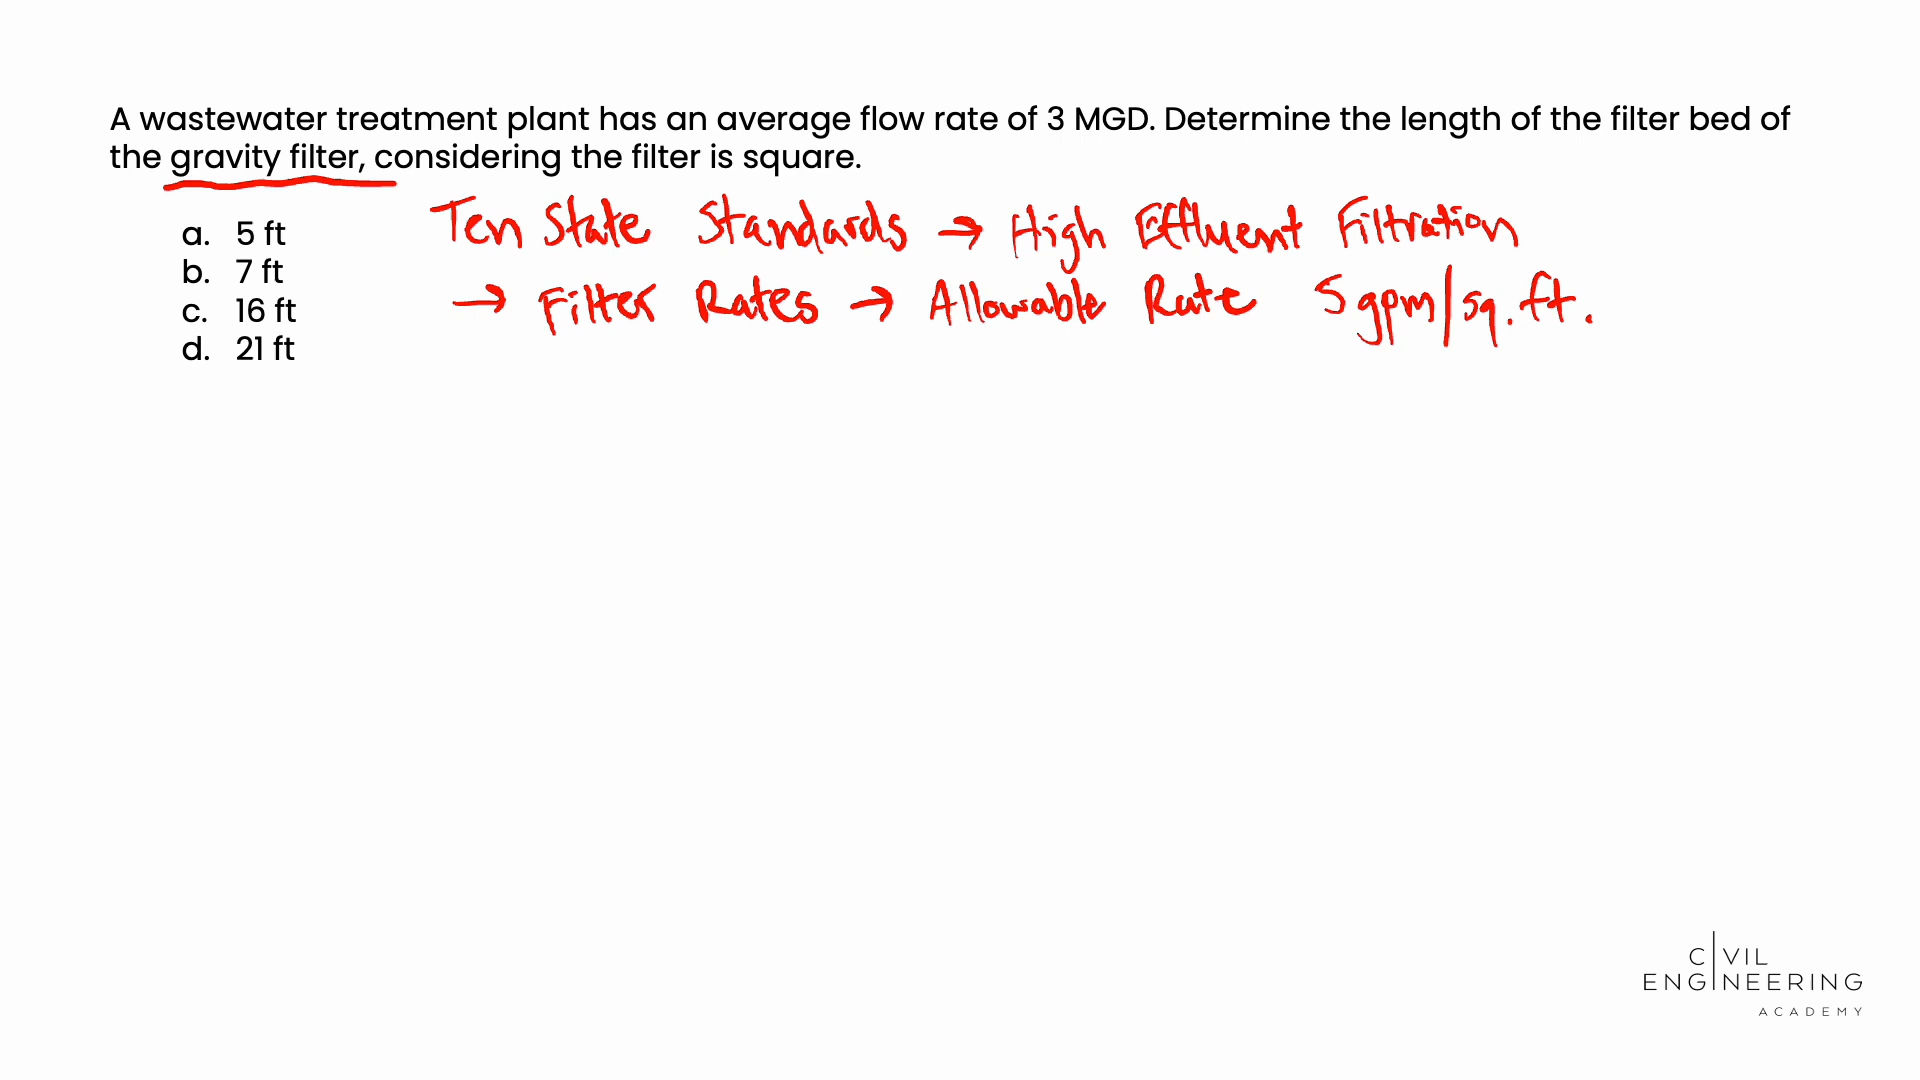 A wastewater treatment plant has an average flow rate of 3 MGD. Determine the length of the filter bed of
the gravity filter, considering the filter is square.
a. 5 ft
b. 7 ft
c. 16 ft
d. 21 ft
Ten State Standards → High Effluent Filtration
→ Filter Rates → Allowable Rate 5 gpm/sq.ft.
CIVIL
ENGINEERING
ACADEMY